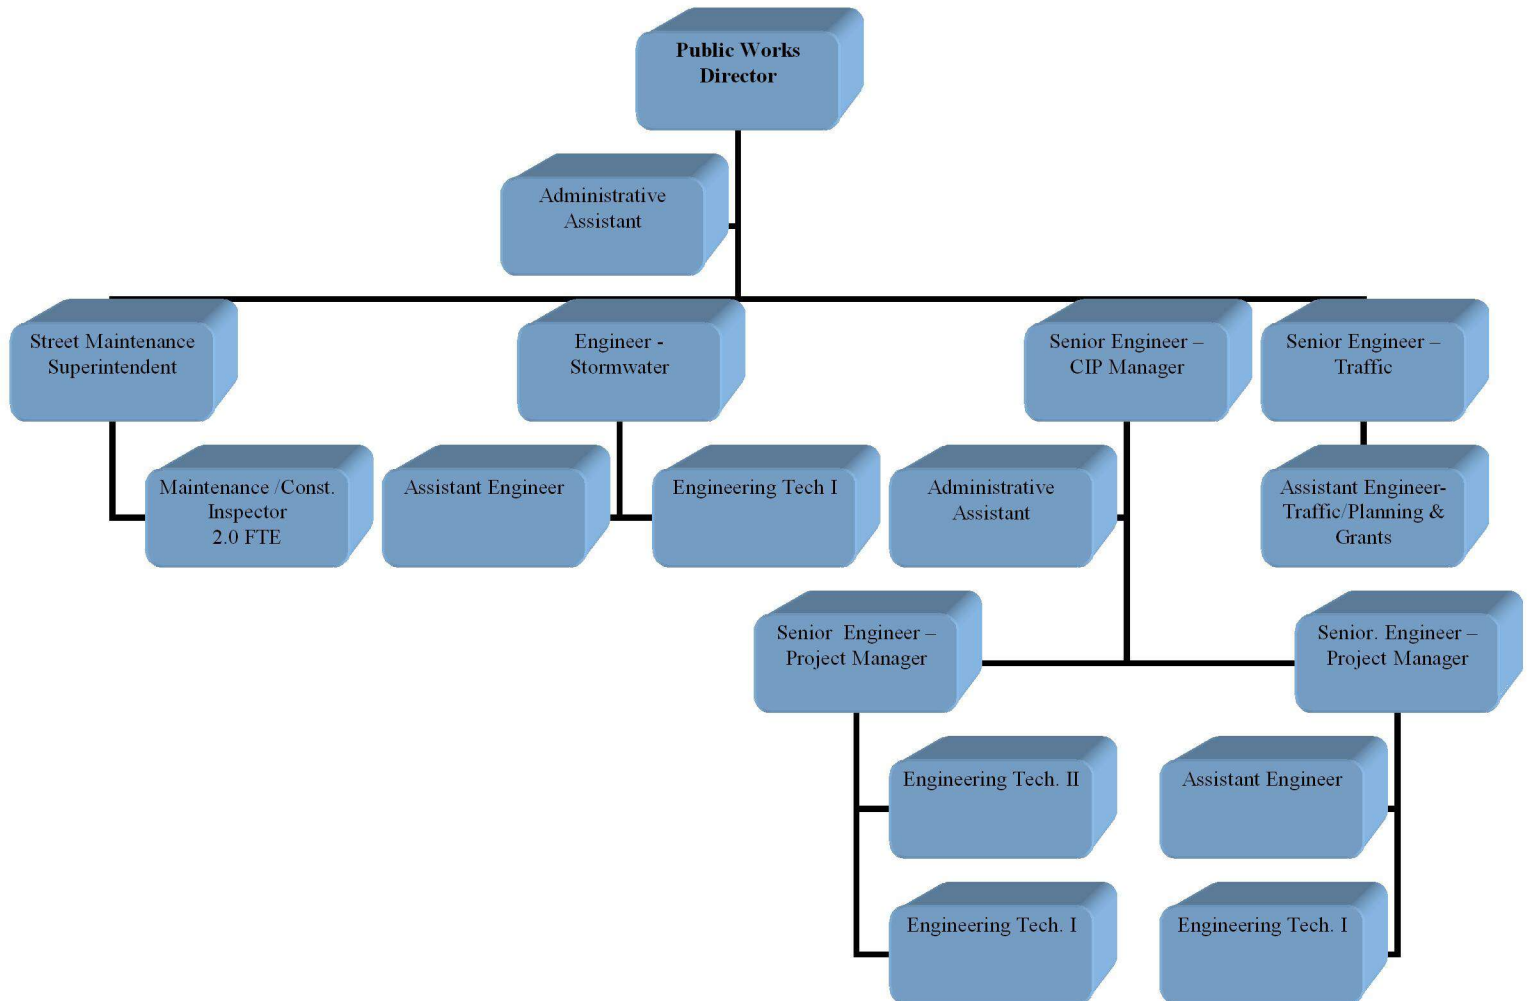 Public Works
Director
Administrative
Assistant
Street Maintenance
Superintendent
Engineer -
Stormwater
Senior Engineer –
CIP Manager
Senior Engineer –
Traffic
Maintenance /Const.
Inspector
2.0 FTE
Assistant Engineer
Engineering Tech I
Administrative
Assistant
Assistant Engineer-
Traffic/Planning &
Grants
Senior Engineer –
Project Manager
Senior. Engineer –
Project Manager
Engineering Tech. II
Assistant Engineer
Engineering Tech. I
Engineering Tech. I